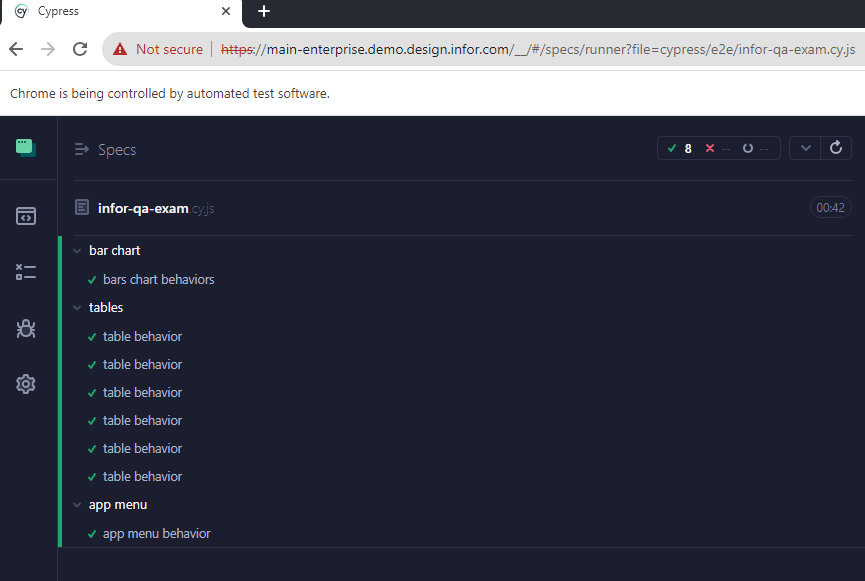 Cypress
Not secure | https://main-enterprise.demo.design.infor.com/__/#/specs/runner?file=cypress/e2e/infor-qa-exam.cy.js
Chrome is being controlled by automated test software.
Specs
8 -- --
infor-qa-exam.cy.js
00:42
bar chart
bars chart behaviors
tables
table behavior
table behavior
table behavior
table behavior
table behavior
table behavior
app menu
app menu behavior